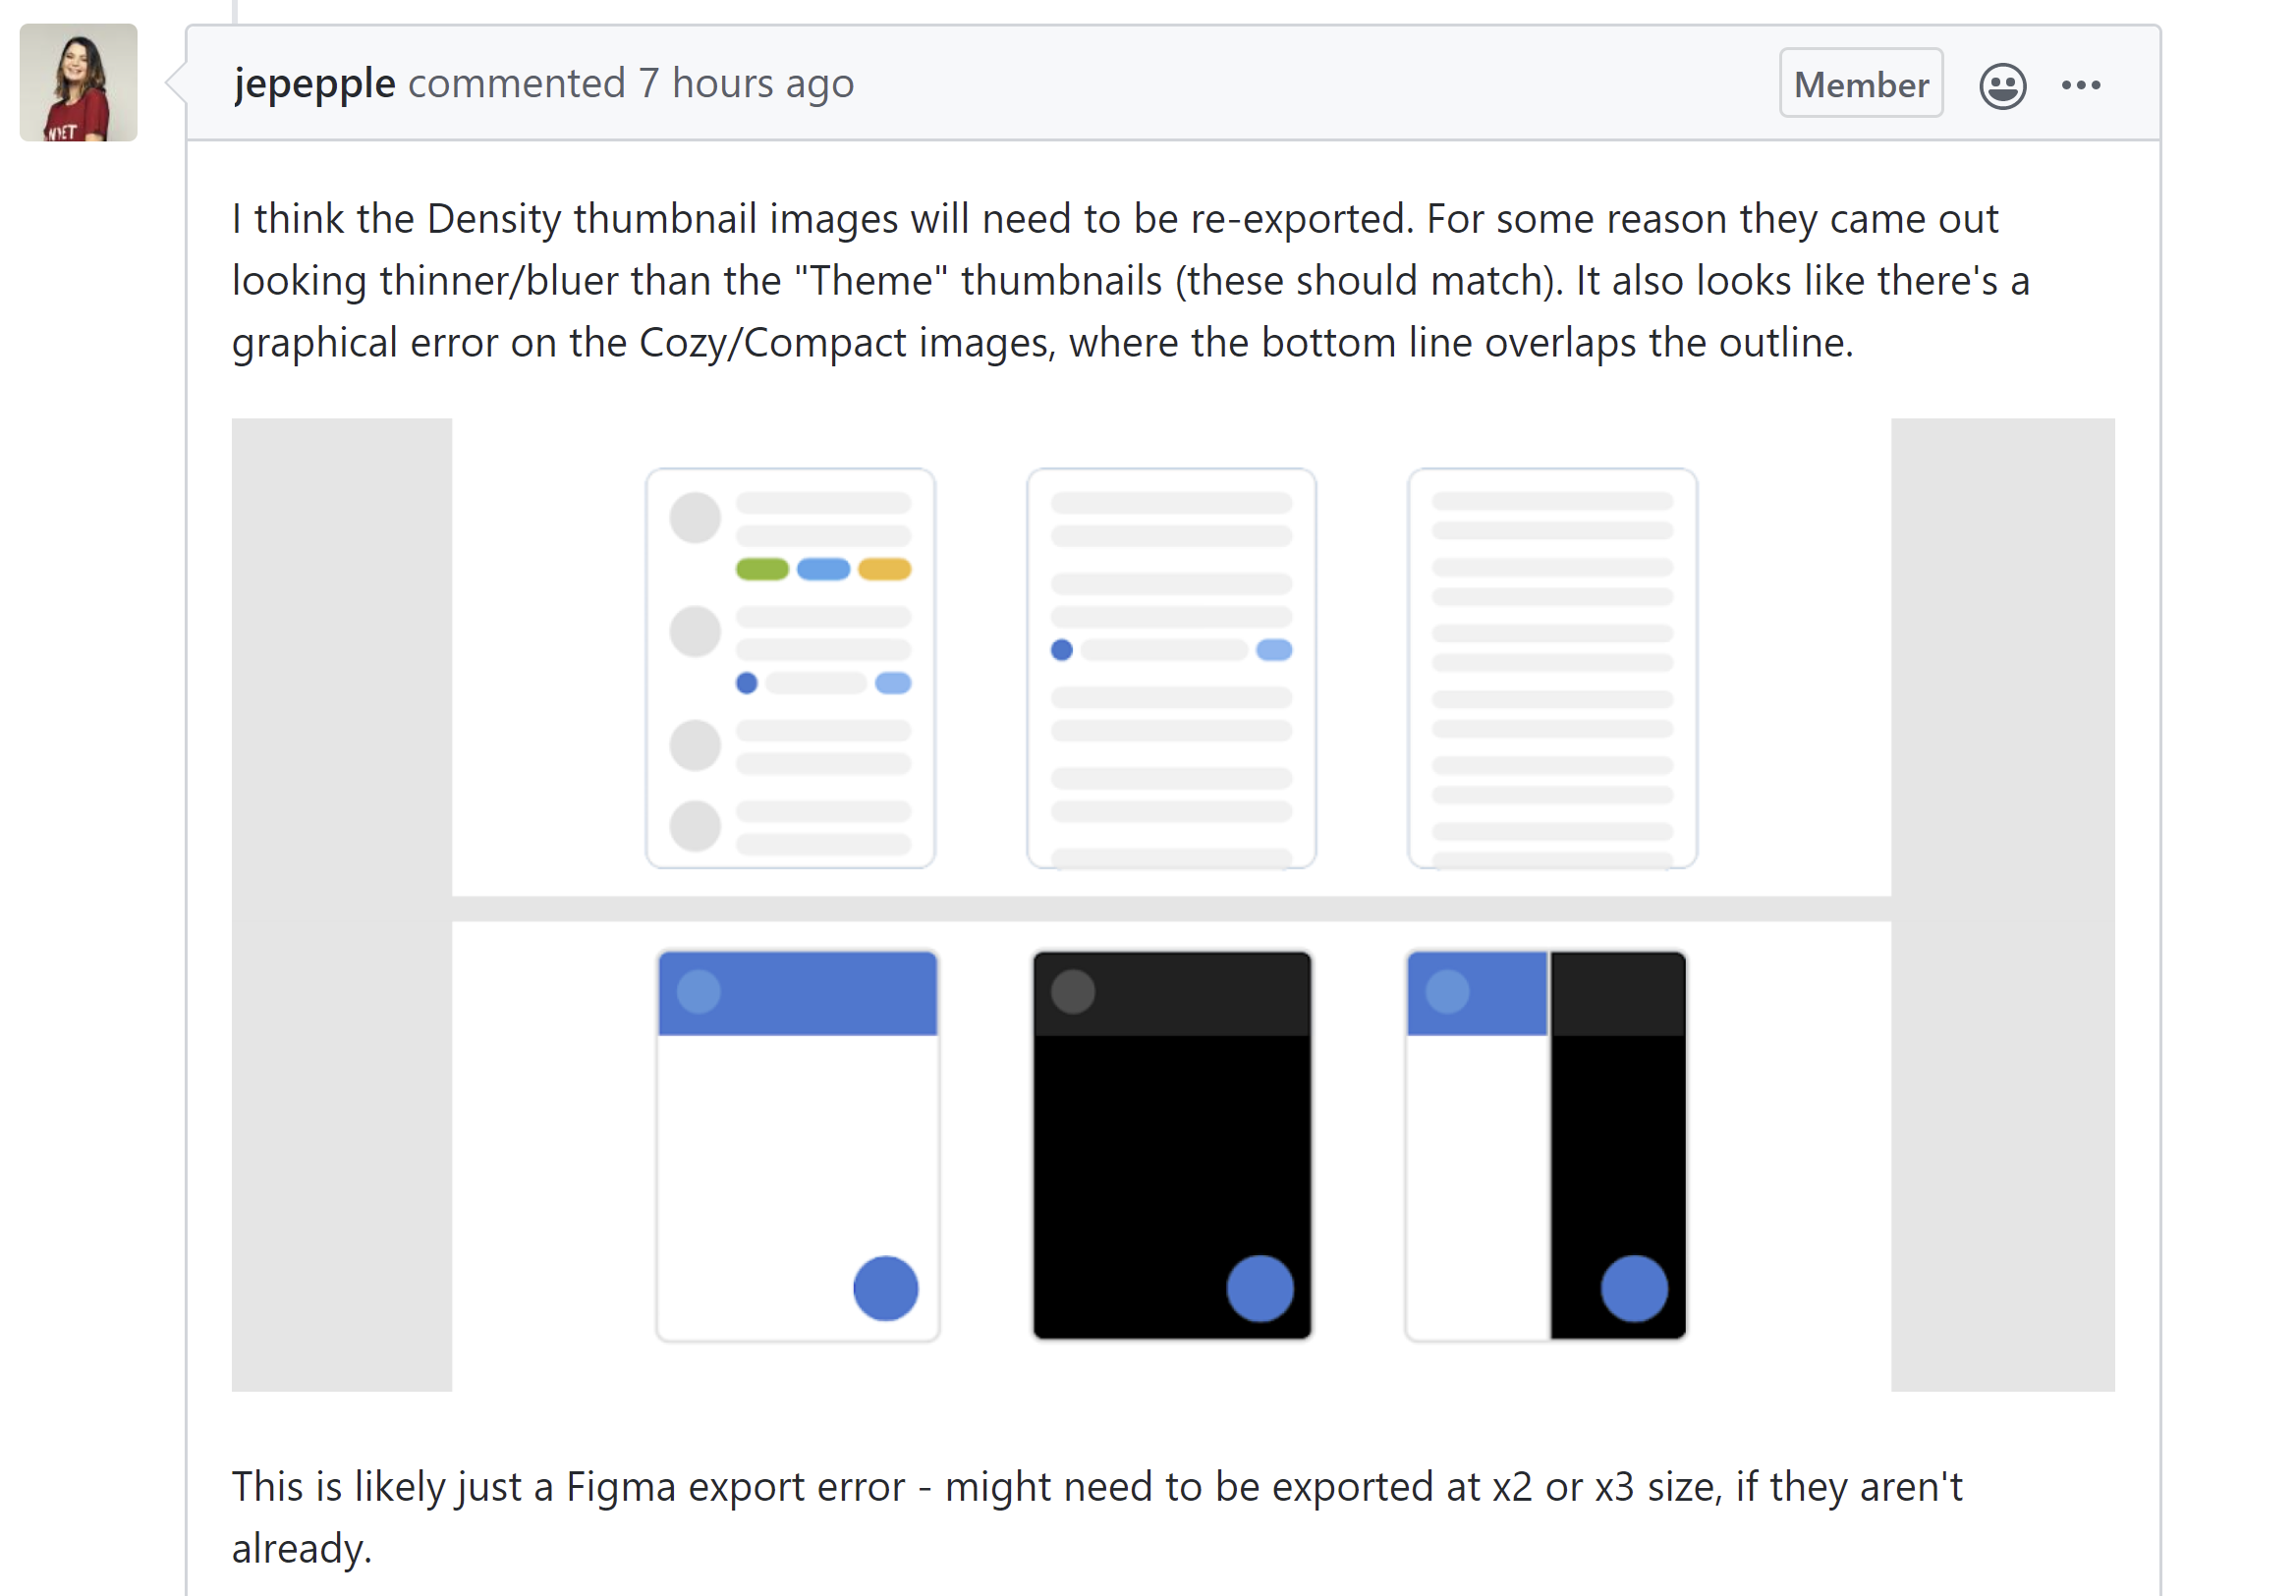 jepepple commented 7 hours ago
Member
I think the Density thumbnail images will need to be re-exported. For some reason they came out
looking thinner/bluer than the "Theme" thumbnails (these should match). It also looks like there's a
graphical error on the Cozy/Compact images, where the bottom line overlaps the outline.
This is likely just a Figma export error - might need to be exported at x2 or x3 size, if they aren't
already.